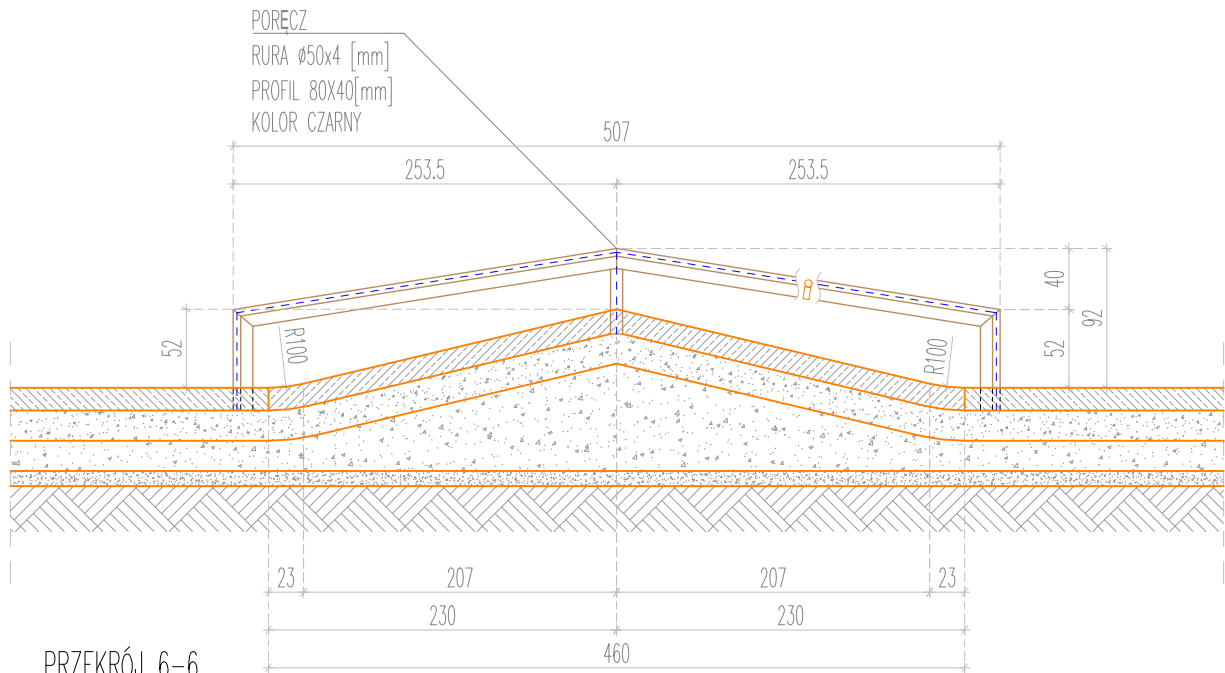 PORĘCZ
RURA ø50x4 [mm]
PROFIL 80X40[mm]
KOLOR CZARNY
507
253.5
253.5
40
92
52
52
R100
R100
23
207
207
23
230
230
460
PRZEKRÓJ 6-6